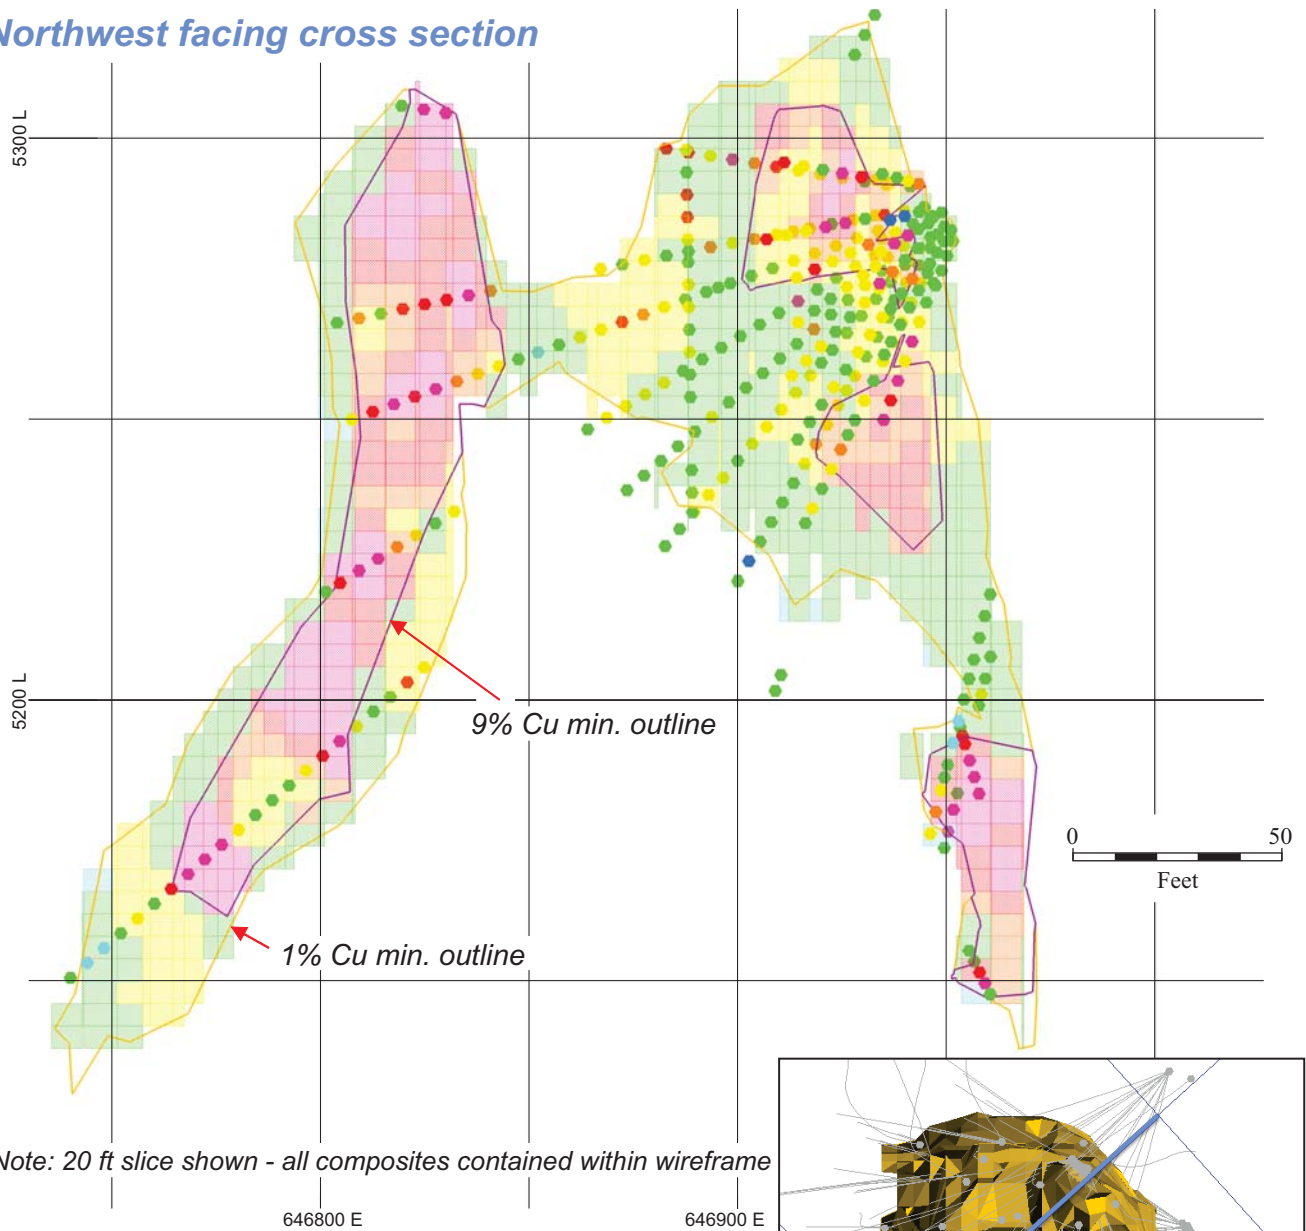 Northwest facing cross section
5300 L
9% Cu min. outline
5200 L
0 50
Feet
1% Cu min. outline
Note: 20 ft slice shown - all composites contained within wireframe
646800 E
646900 E